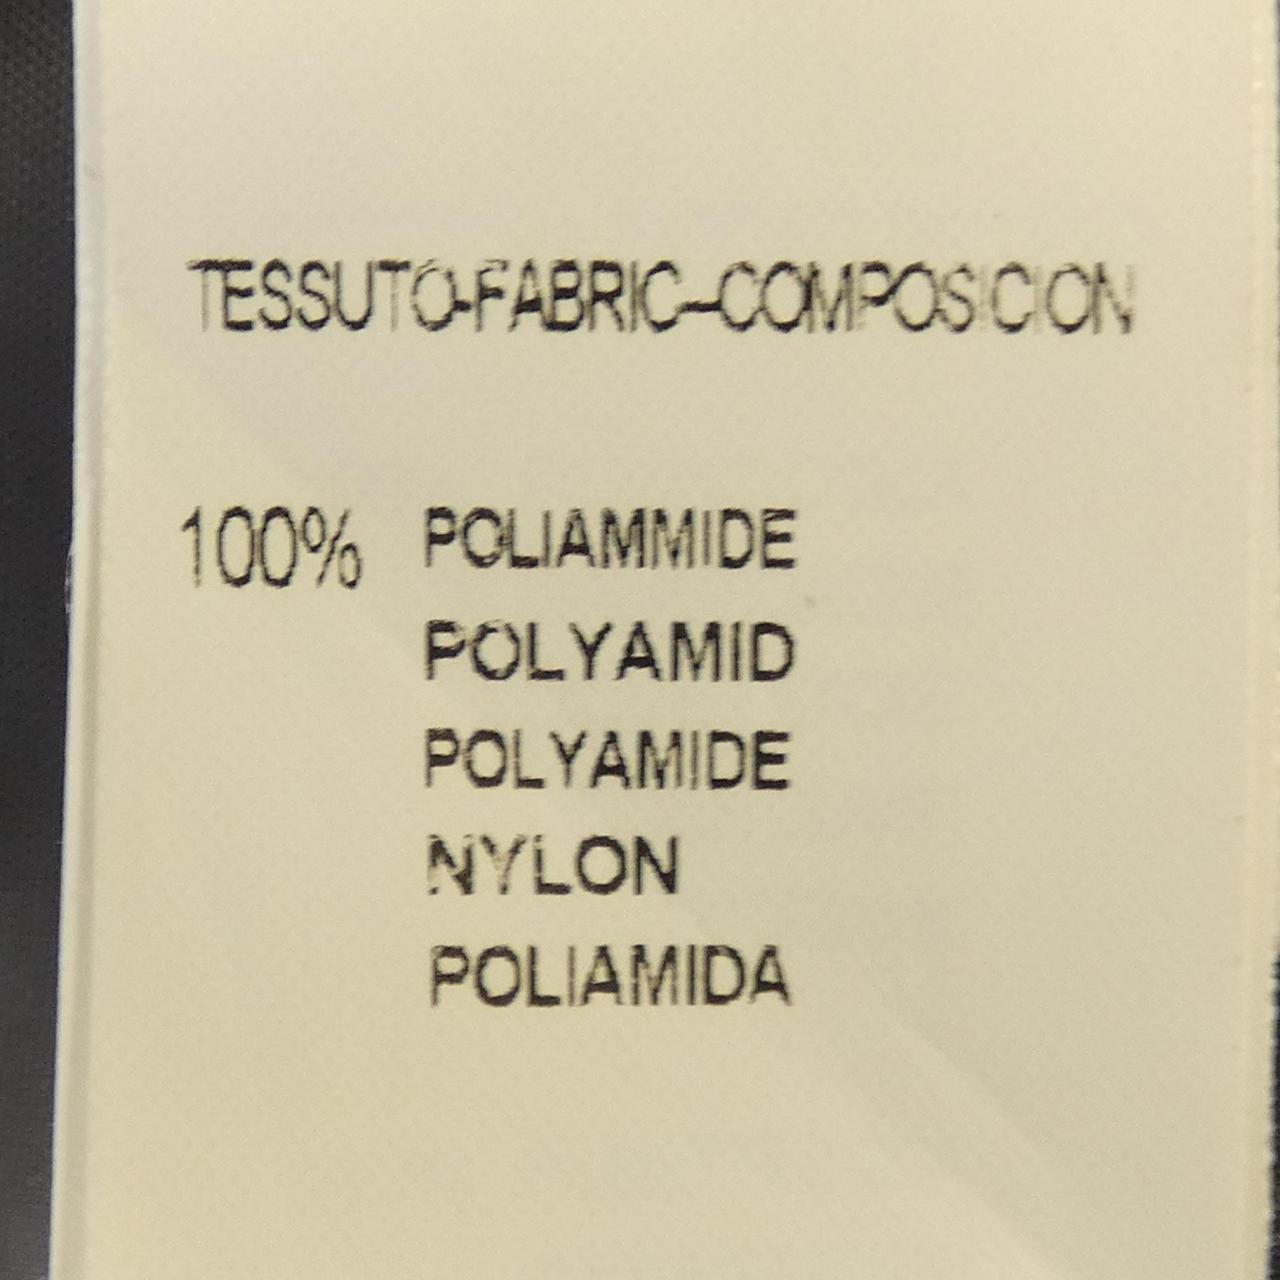 TESSUTO-FABRIC-COMPOSICION
100% POLIAMMIDE
POLYAMID
POLYAMIDE
NYLON
POLIAMIDA